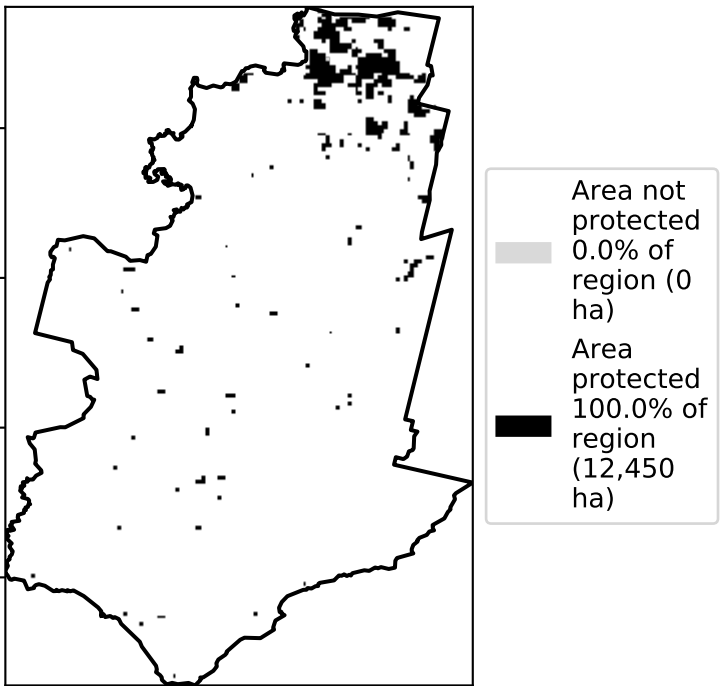 Area not
protected
0.0% of
region (0
ha)
Area
protected
100.0% of
region
(12,450
ha)